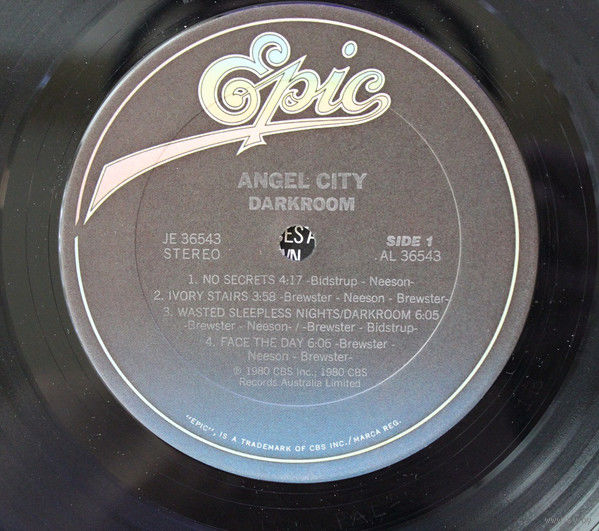 Epic
ANGEL CITY
DARKROOM
JE 36543
STEREO
SIDE 1
AL 36543
1. NO SECRETS 4:17 -Bidstrup - Neeson-
2. IVORY STAIRS 3:58 -Brewster - Neeson - Brewster-
3. WASTED SLEEPLESS NIGHTS/DARKROOM 6:05
-Brewster - Neeson- / -Brewster - Bidstrup-
4. FACE THE DAY 6:06 -Brewster -
Neeson - Brewster-
℗ 1980 CBS Inc.; 1980 CBS
Records Australia Limited
"EPIC", IS A TRADEMARK OF CBS INC./MARCA REG.